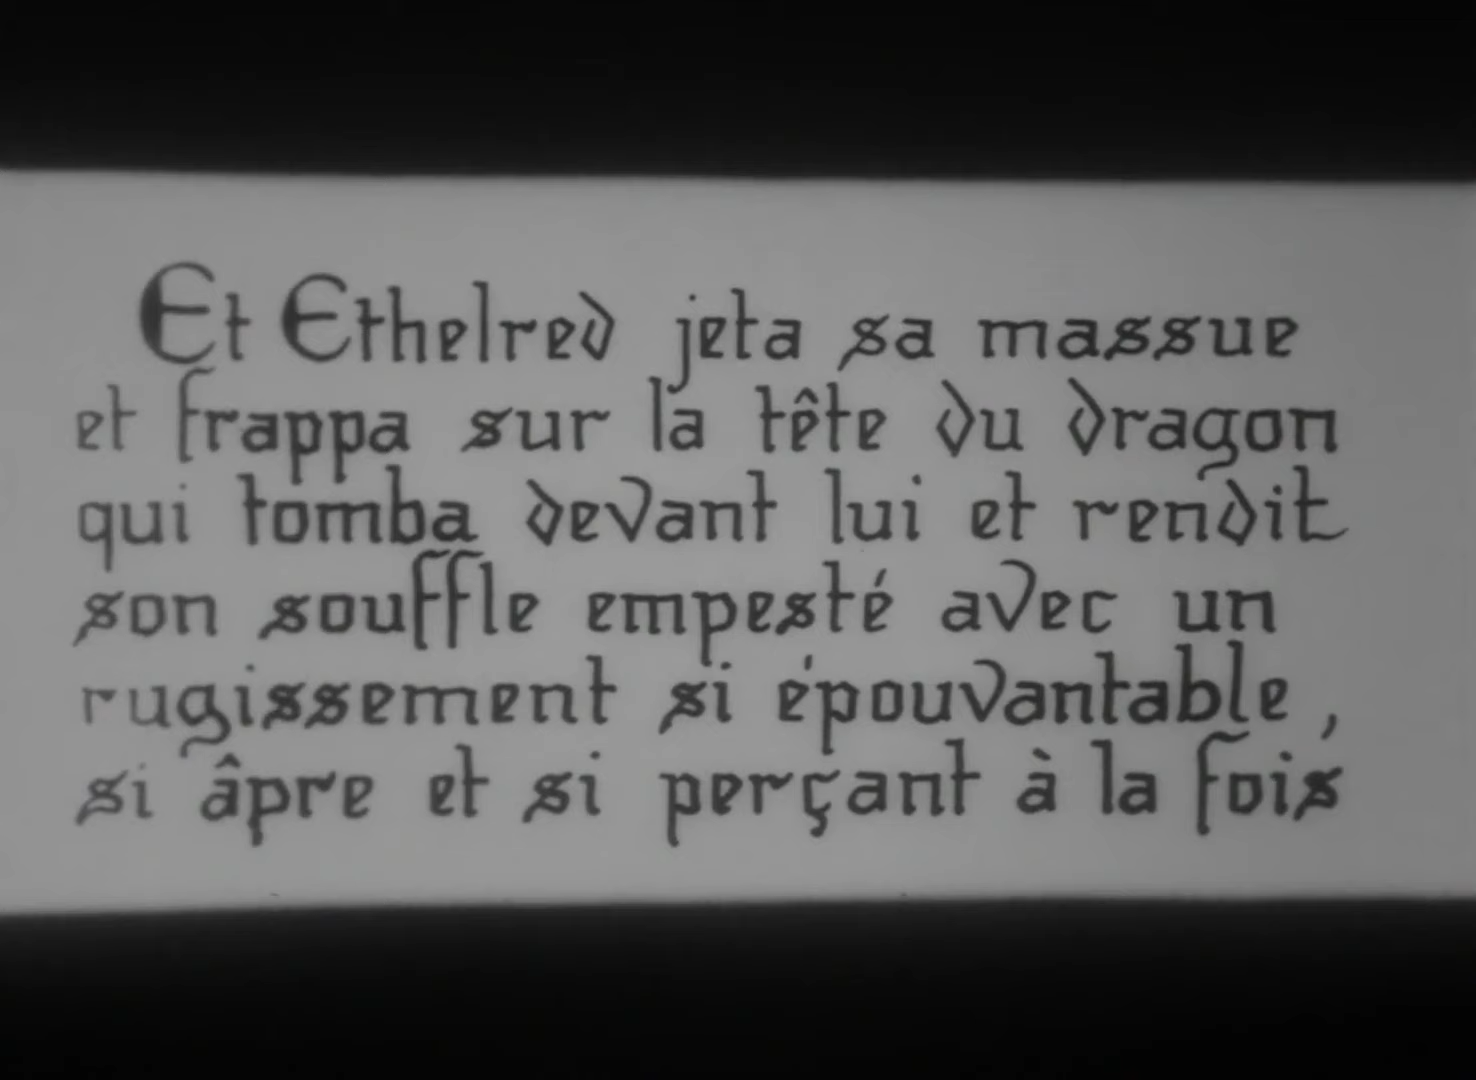 Et Ethelred jeta sa massue
et frappa sur la tête du dragon
qui tomba devant lui et rendit
son souffle empesté avec un
rugissement si épouvantable,
si âpre et si perçant à la fois